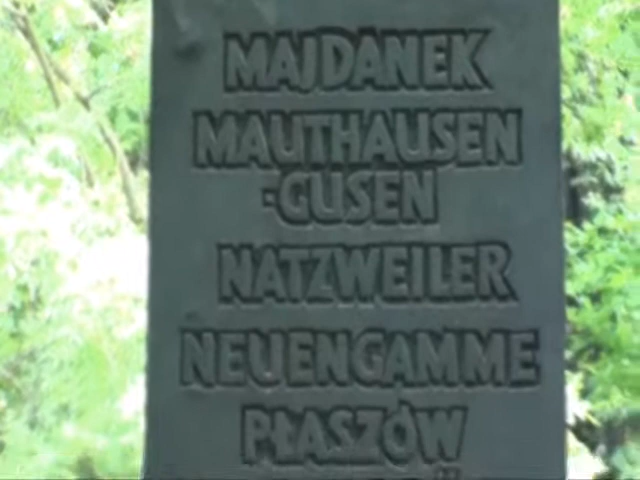 MAJDANEK
MAUTHAUSEN
-GUSEN
NATZWEILER
NEUENGAMME
PŁASZÓW